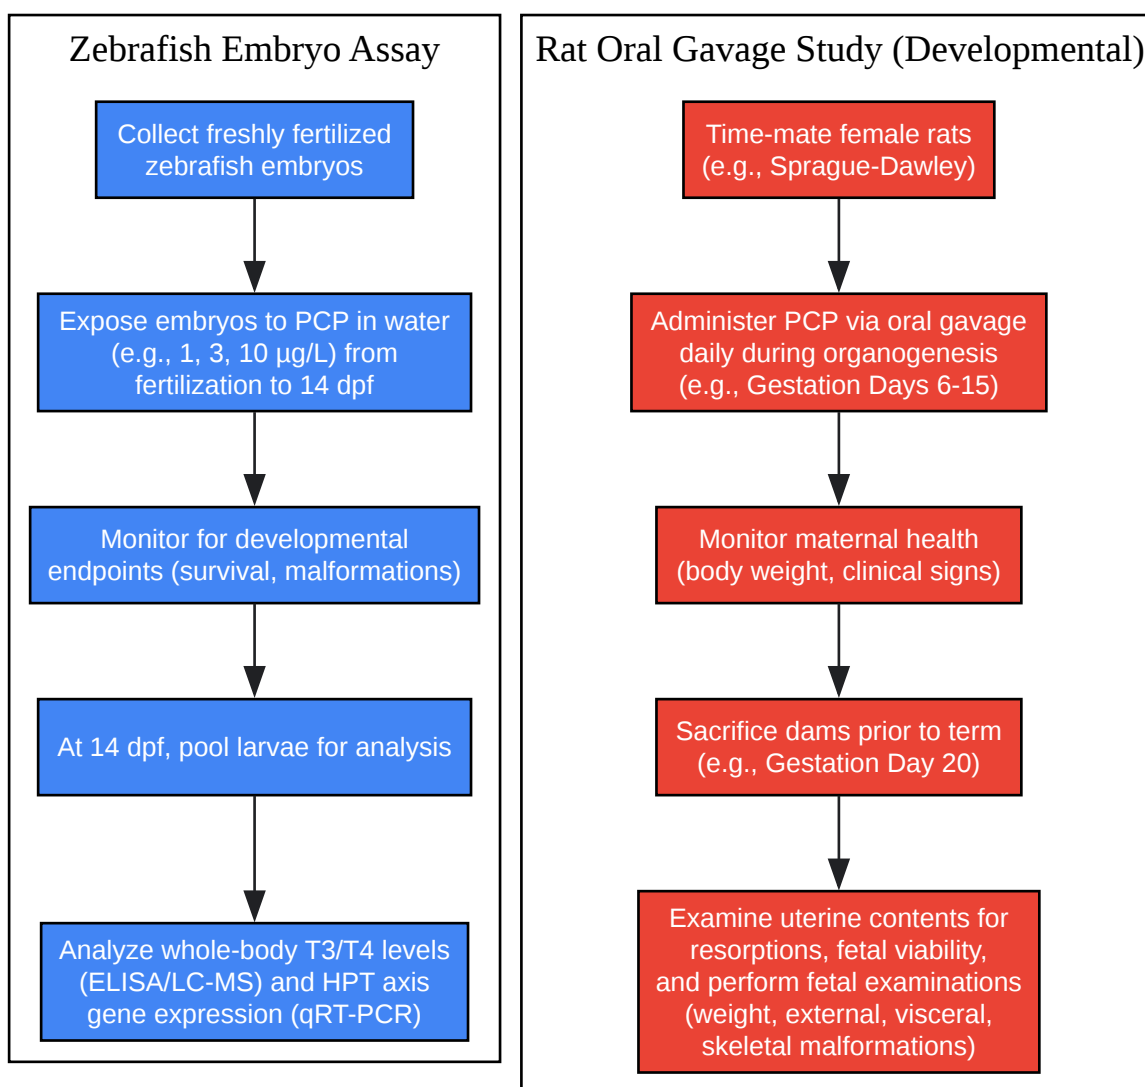 Zebrafish Embryo Assay
Collect freshly fertilized
zebrafish embryos
Expose embryos to PCP in water
(e.g., 1, 3, 10 µg/L) from
fertilization to 14 dpf
Monitor for developmental
endpoints (survival, malformations)
At 14 dpf, pool larvae for analysis
Analyze whole-body T3/T4 levels
(ELISA/LC-MS) and HPT axis
gene expression (qRT-PCR)
Rat Oral Gavage Study (Developmental)
Time-mate female rats
(e.g., Sprague-Dawley)
Administer PCP via oral gavage
daily during organogenesis
(e.g., Gestation Days 6-15)
Monitor maternal health
(body weight, clinical signs)
Sacrifice dams prior to term
(e.g., Gestation Day 20)
Examine uterine contents for
resorptions, fetal viability,
and perform fetal examinations
(weight, external, visceral,
skeletal malformations)